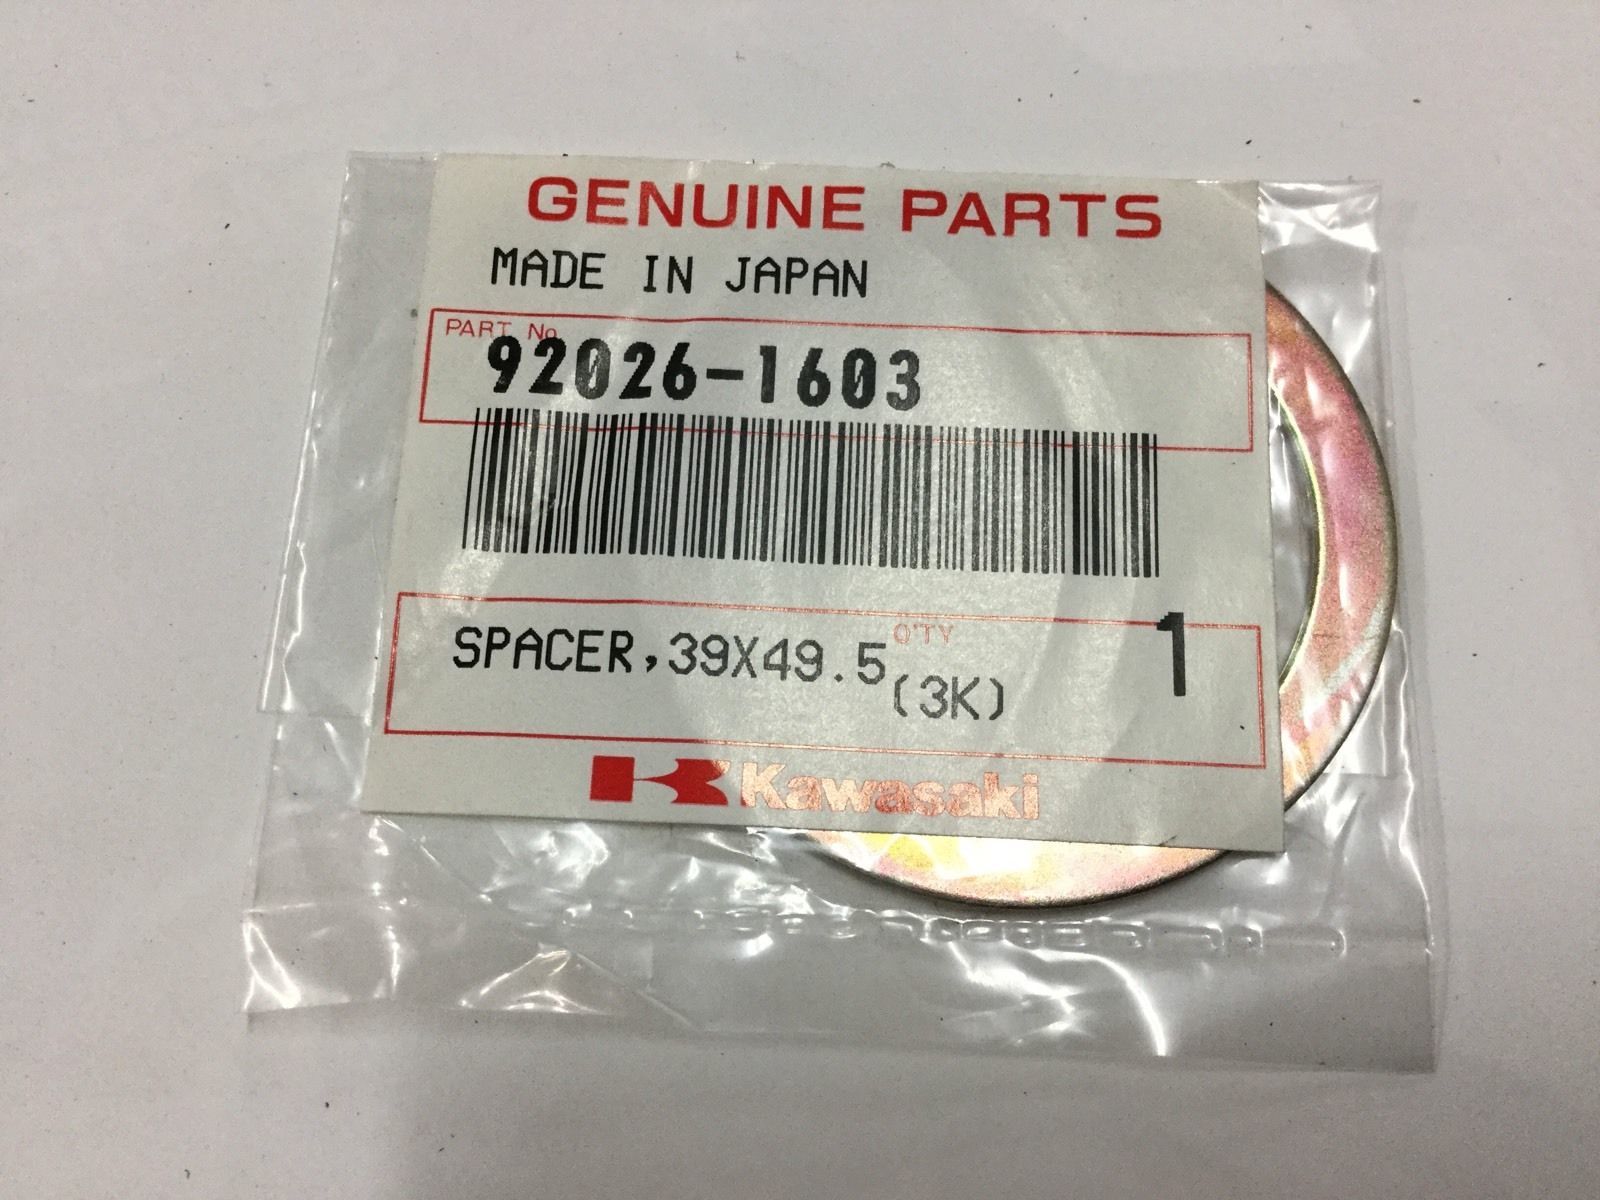 GENUINE PARTS
MADE IN JAPAN
PART No.
92026-1603
SPACER,39X49.5
Q'TY
(3K)
1
Kawasaki